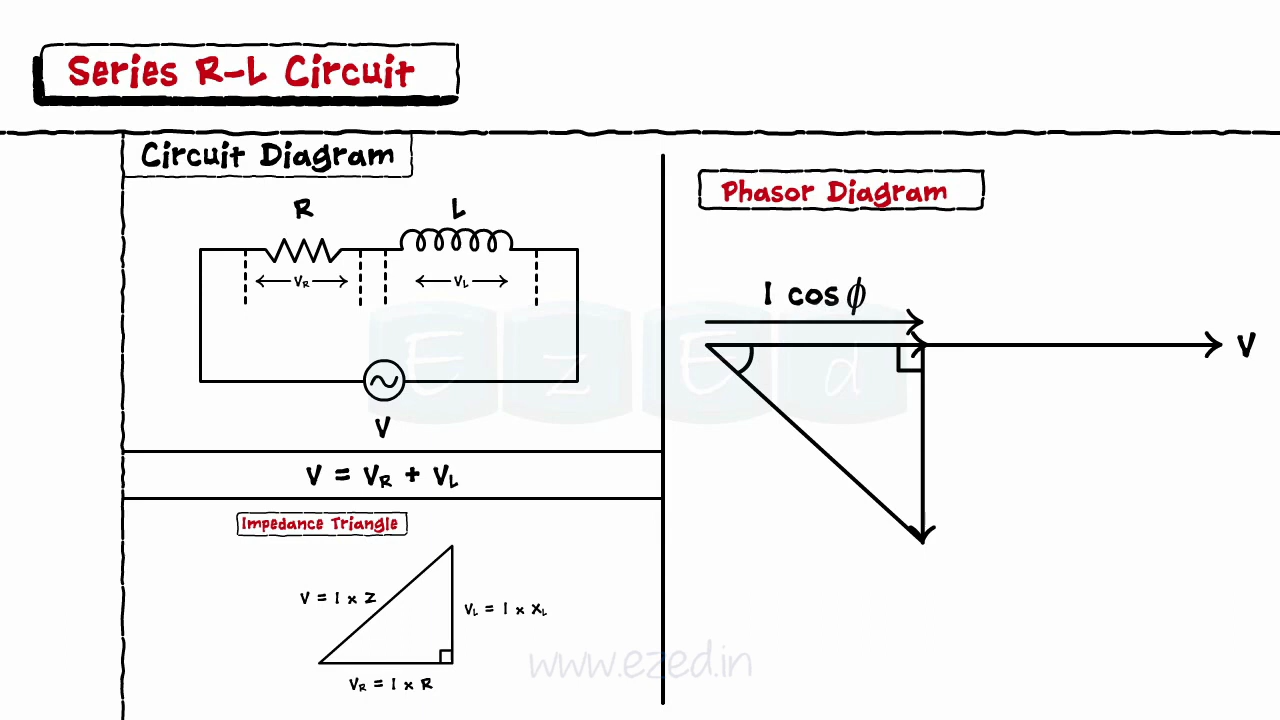 Series R-L Circuit
Circuit Diagram
R
L
VR
VL
V
V = VR + VL
Impedance Triangle
V = I x Z
VL = I x XL
VR = I x R
Phasor Diagram
I cos ϕ
V
EzEd
www.ezed.in